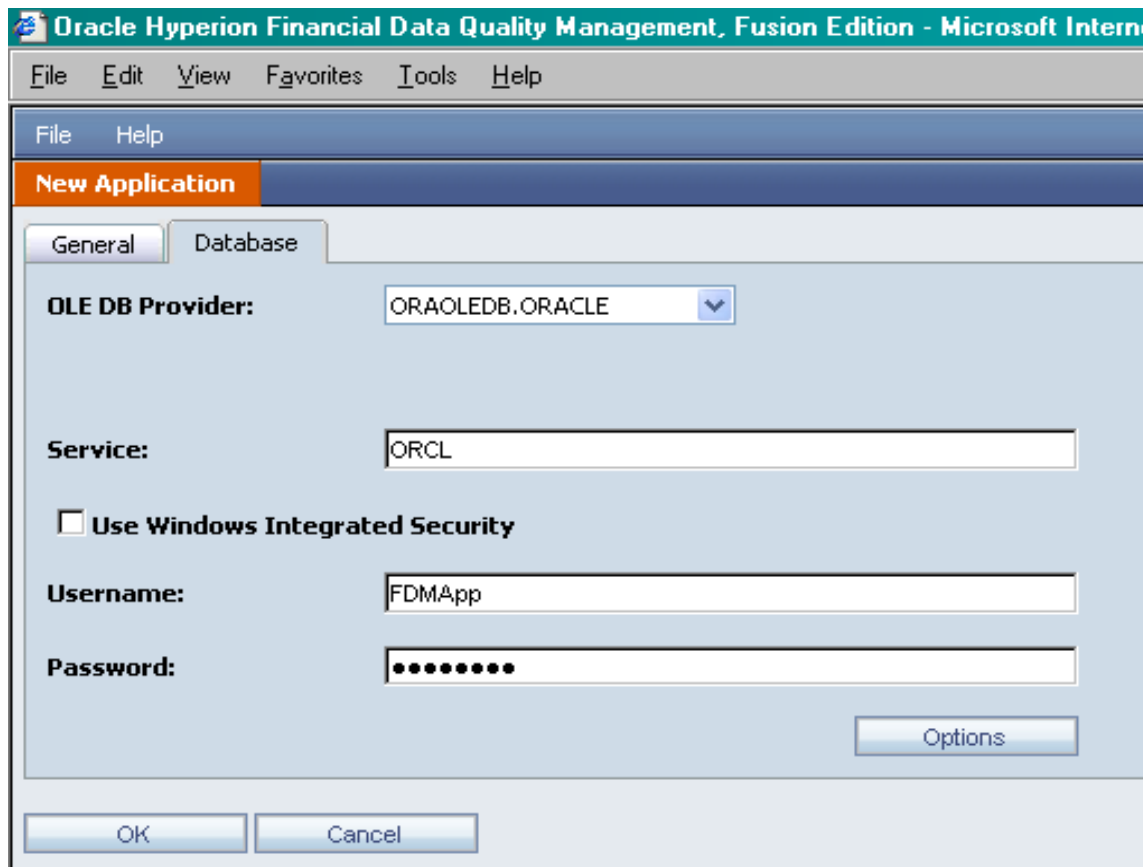 Oracle Hyperion Financial Data Quality Management, Fusion Edition - Microsoft Intern
File Edit View Favorites Tools Help
File Help
New Application
General Database
OLE DB Provider: ORAOLEDB.ORACLE
Service: ORCL
Use Windows Integrated Security
Username: FDMApp
Password: ●●●●●●●●
Options
OK Cancel